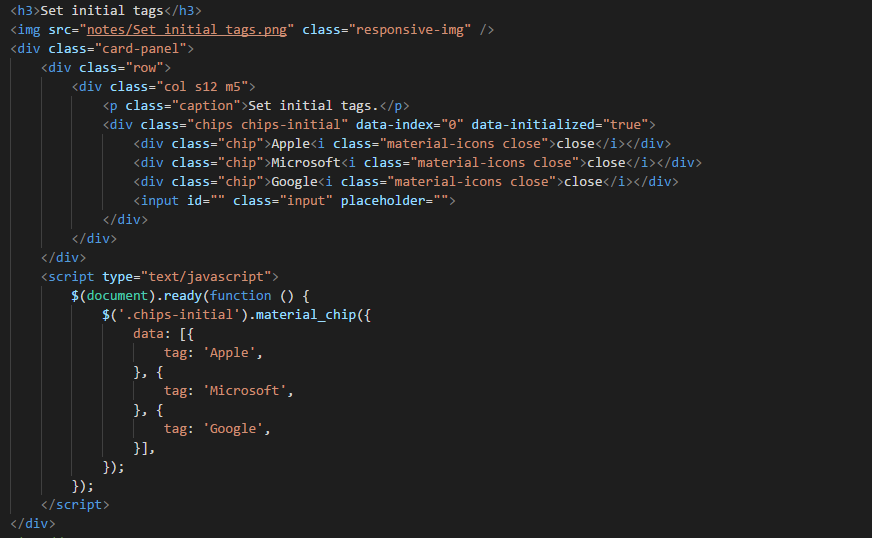 <h3>Set initial tags</h3>
<img src="notes/Set initial tags.png" class="responsive-img" />
<div class="card-panel">
    <div class="row">
        <div class="col s12 m5">
            <p class="caption">Set initial tags.</p>
            <div class="chips chips-initial" data-index="0" data-initialized="true">
                <div class="chip">Apple<i class="material-icons close">close</i></div>
                <div class="chip">Microsoft<i class="material-icons close">close</i></div>
                <div class="chip">Google<i class="material-icons close">close</i></div>
                <input id="" class="input" placeholder="">
            </div>
        </div>
    </div>
    <script type="text/javascript">
        $(document).ready(function () {
            $('.chips-initial').material_chip({
                data: [{
                    tag: 'Apple',
                }, {
                    tag: 'Microsoft',
                }, {
                    tag: 'Google',
                }],
            });
        });
    </script>
</div>